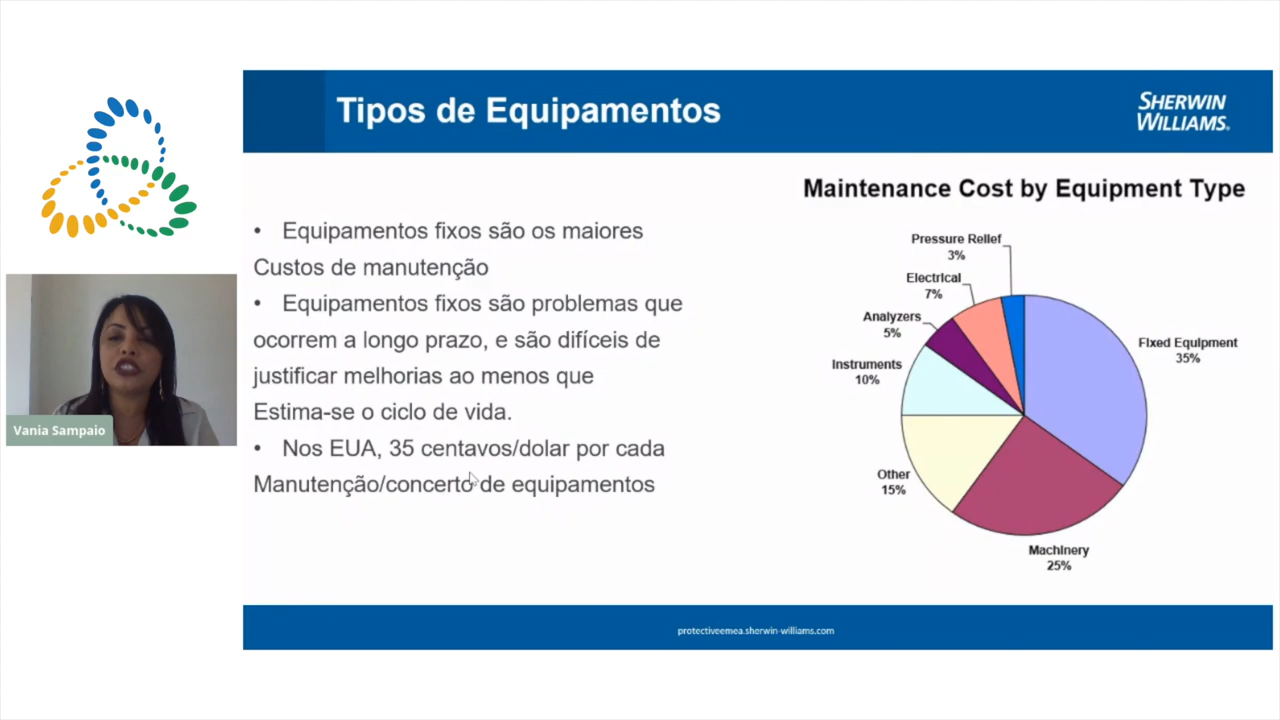 Tipos de Equipamentos
SHERWIN
WILLIAMS.
• Equipamentos fixos são os maiores
Custos de manutenção
• Equipamentos fixos são problemas que
ocorrem a longo prazo, e são difíceis de
justificar melhorias ao menos que
Estima-se o ciclo de vida.
• Nos EUA, 35 centavos/dolar por cada
Manutenção/concerto de equipamentos
Maintenance Cost by Equipment Type
Pressure Relief
3%
Electrical
7%
Analyzers
5%
Instruments
10%
Other
15%
Machinery
25%
Fixed Equipment
35%
Vania Sampaio
protectiveemea.sherwin-williams.com